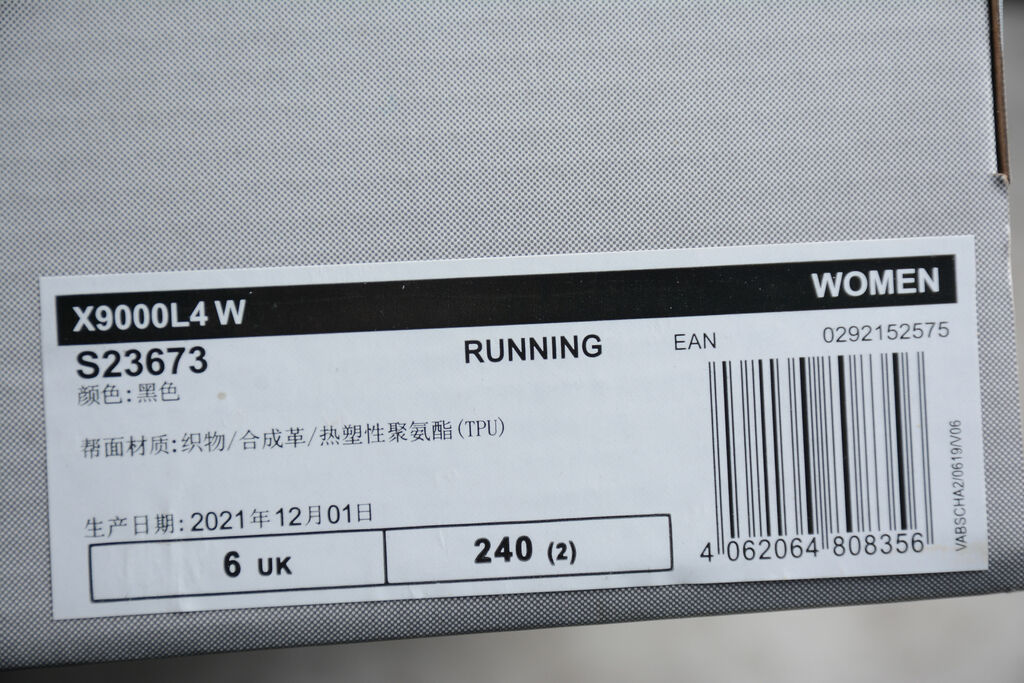 X9000L4 W
WOMEN
S23673
RUNNING
EAN
0292152575
颜色:黑色
帮面材质:织物/合成革/热塑性聚氨酯(TPU)
生产日期:2021年12月01日
6 UK
240 (2)
4 062064 808356
VABSCHA2/0619/V06